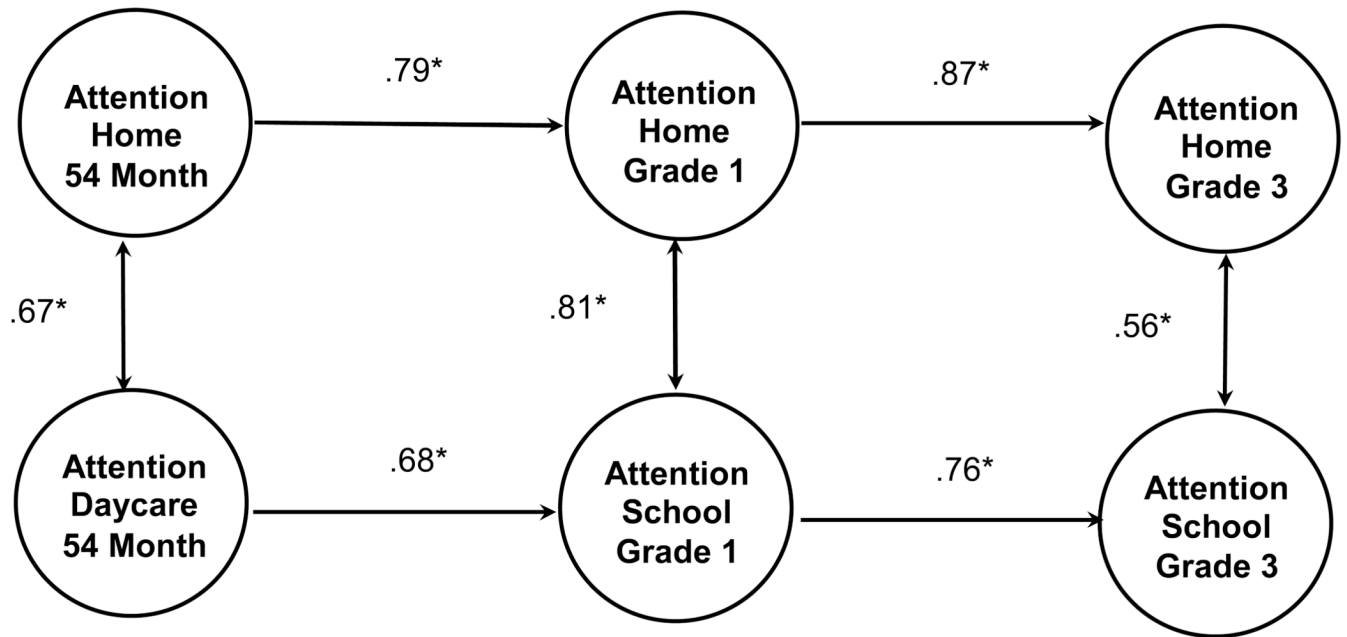 .79*
.87*
Attention
Home
54 Month
Attention
Home
Grade 1
Attention
Home
Grade 3
.67*
.81*
.56*
.68*
.76*
Attention
Daycare
54 Month
Attention
School
Grade 1
Attention
School
Grade 3